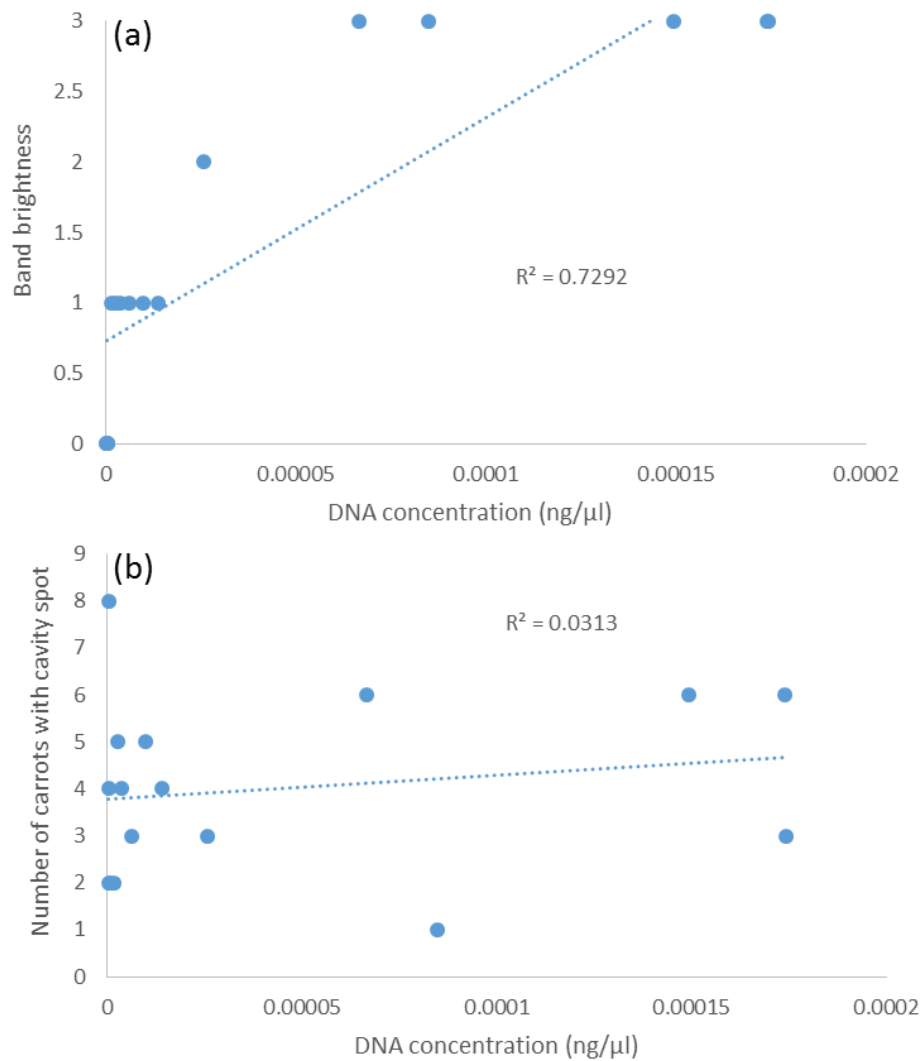 (a)
3
2.5
2
1.5
1
0.5
0
Band brightness
R² = 0.7292
0 0.00005 0.0001 0.00015 0.0002
DNA concentration (ng/µl)
(b)
9
8
7
6
5
4
3
2
1
0
Number of carrots with cavity spot
R² = 0.0313
0 0.00005 0.0001 0.00015 0.0002
DNA concentration (ng/µl)